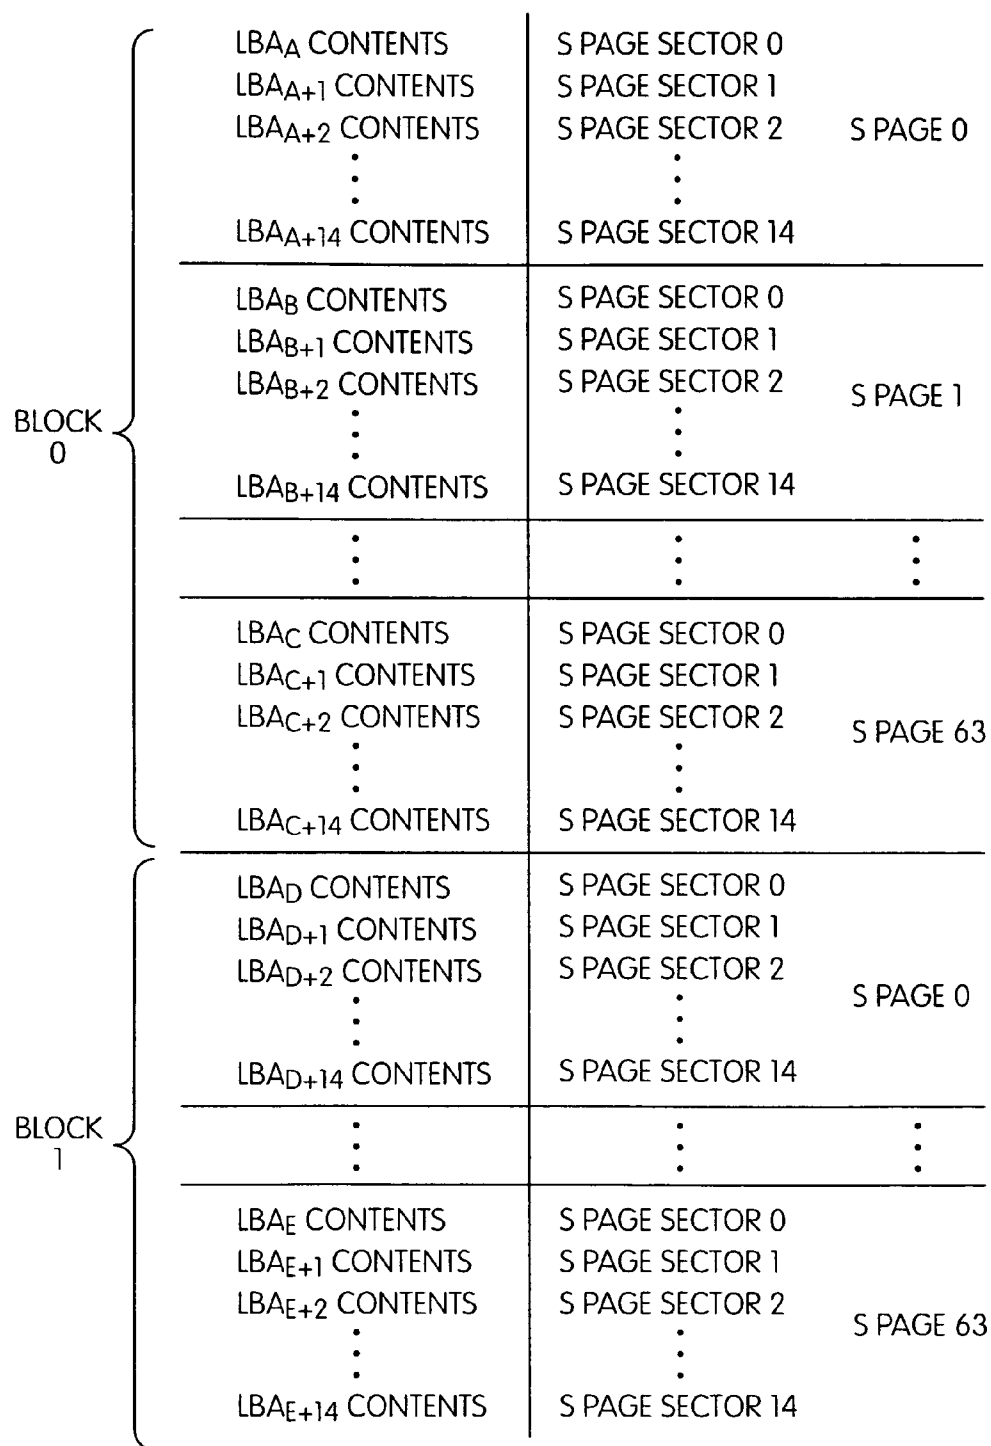 LBAA CONTENTS S PAGE SECTOR 0
LBAA+1 CONTENTS S PAGE SECTOR 1
LBAA+2 CONTENTS S PAGE SECTOR 2 S PAGE 0
LBAA+14 CONTENTS S PAGE SECTOR 14
LBAB CONTENTS S PAGE SECTOR 0
LBAB+1 CONTENTS S PAGE SECTOR 1
LBAB+2 CONTENTS S PAGE SECTOR 2 S PAGE 1
BLOCK
0
LBAB+14 CONTENTS S PAGE SECTOR 14
LBAC CONTENTS S PAGE SECTOR 0
LBAC+1 CONTENTS S PAGE SECTOR 1
LBAC+2 CONTENTS S PAGE SECTOR 2 S PAGE 63
LBAC+14 CONTENTS S PAGE SECTOR 14
LBAD CONTENTS S PAGE SECTOR 0
LBAD+1 CONTENTS S PAGE SECTOR 1
LBAD+2 CONTENTS S PAGE SECTOR 2 S PAGE 0
LBAD+14 CONTENTS S PAGE SECTOR 14
BLOCK
1
LBAE CONTENTS S PAGE SECTOR 0
LBAE+1 CONTENTS S PAGE SECTOR 1
LBAE+2 CONTENTS S PAGE SECTOR 2 S PAGE 63
LBAE+14 CONTENTS S PAGE SECTOR 14